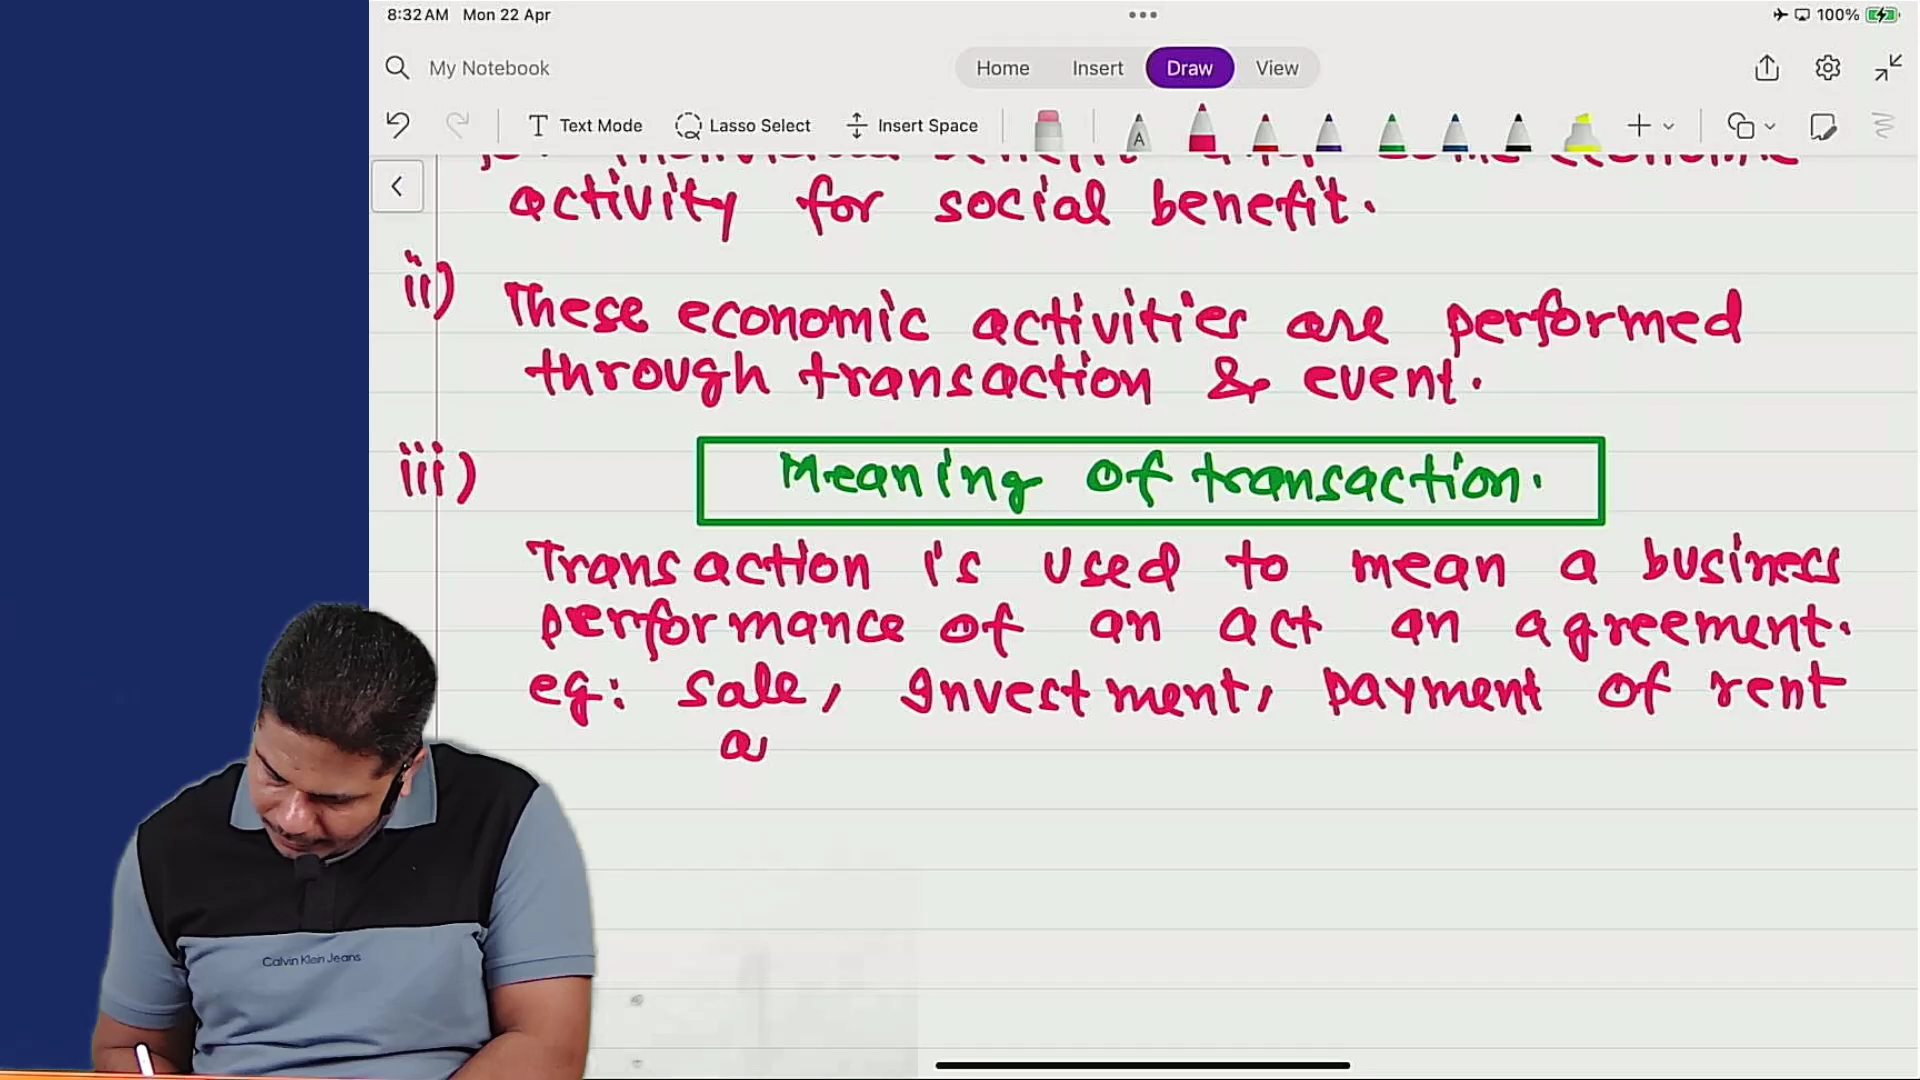 8:32 AM Mon 22 Apr
100%
My Notebook
Home Insert Draw View
Text Mode Lasso Select Insert Space
A
activity for social benefit.
ii) These economic activities are performed
through transaction & event.
iii) Meaning of transaction.
Transaction is used to mean a business
performance of an act an agreement.
eg: Sale, Investment, payment of rent
a
Calvin Klein Jeans